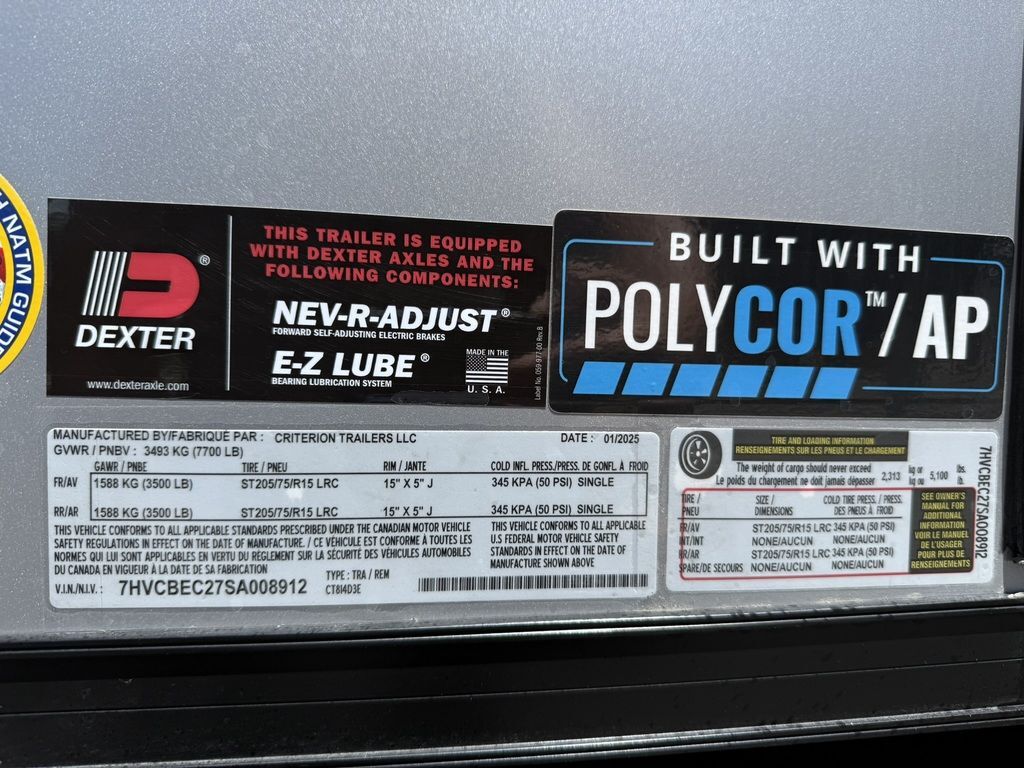 H NATM GUIDE
DEXTER®
www.dexteraxle.com
THIS TRAILER IS EQUIPPED
WITH DEXTER AXLES AND THE
FOLLOWING COMPONENTS:
NEV-R-ADJUST®
FORWARD SELF-ADJUSTING ELECTRIC BRAKES
E-Z LUBE®
BEARING LUBRICATION SYSTEM
MADE IN THE
U. S. A.
Label No. 059-977-00 Rev. B
BUILT WITH
POLYCOR™/AP
MANUFACTURED BY/FABRIQUÉ PAR : CRITERION TRAILERS LLC DATE : 01/2025
GVWR / PNBV : 3493 KG (7700 LB)
GAWR / PNBE TIRE / PNEU RIM / JANTE COLD INFL. PRESS./PRESS. DE GONFL. À FROID
FR/AV 1588 KG (3500 LB) ST205/75/R15 LRC 15" X 5" J 345 KPA (50 PSI) SINGLE
RR/AR 1588 KG (3500 LB) ST205/75/R15 LRC 15" X 5" J 345 KPA (50 PSI) SINGLE
THIS VEHICLE CONFORMS TO ALL APPLICABLE STANDARDS PRESCRIBED UNDER THE CANADIAN MOTOR VEHICLE
SAFETY REGULATIONS IN EFFECT ON THE DATE OF MANUFACTURE. / CE VÉHICULE EST CONFORME À TOUTES LES
NORMES QUI LUI SONT APPLICABLES EN VERTU DU RÈGLEMENT SUR LA SÉCURITÉ DES VÉHICULES AUTOMOBILES
DU CANADA EN VIGUEUR À LA DATE DE SA FABRICATION
THIS VEHICLE CONFORMS TO ALL APPLICABLE
U.S FEDERAL MOTOR VEHICLE SAFETY
STANDARDS IN EFFECT ON THE DATE OF
MANUFACTURE SHOWN ABOVE
V.I.N./N.I.V. : 7HVCBEC27SA008912 TYPE : TRA / REM
CT814D3E
TIRE AND LOADING INFORMATION
RENSEIGNEMENTS SUR LES PNEUS ET LE CHARGEMENT
The weight of cargo should never exceed
Le poids du chargement ne doit jamais dépasser
2,313 kg or 5,100 lbs.
kg ou lb.
TIRE / SIZE / COLD TIRE PRESS. / PRESS.
PNEU DIMENSIONS DES PNEUS À FROID
FR/AV ST205/75/R15 LRC 345 KPA (50 PSI)
INT/INT NONE/AUCUN NONE/AUCUN
RR/AR ST205/75/R15 LRC 345 KPA (50 PSI)
SPARE/DE SECOURS NONE/AUCUN NONE/AUCUN
SEE OWNER'S
MANUAL FOR
ADDITIONAL
INFORMATION
VOIR LE MANUEL
DE L'USAGER
POUR PLUS DE
RENSEIGNEMENTS
7HVCBEC27SA008912